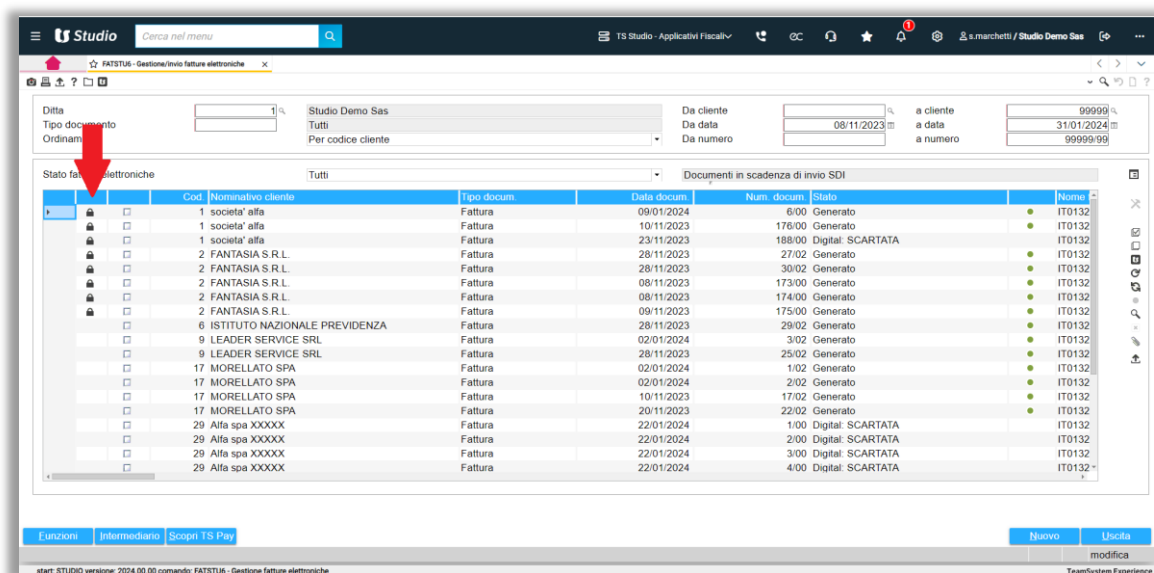 Studio Cerca nel menu TS Studio - Applicativi Fiscali 1 s.marchetti / Studio Demo Sas
FATSTU6 - Gestione/invio fatture elettroniche X
Ditta 1 Studio Demo Sas Da cliente a cliente 99999
Tipo documento Tutti Da data 08/11/2023 a data 31/01/2024
Per codice cliente Da numero a numero 99999/99
Tutti Documenti in scadenza di invio SDI
Cod. Nominativo cliente Tipo docum. Data docum. Num. docum. Stato Nome
1 societa' alfa Fattura 09/01/2024 6/00 Generato IT0132
1 societa' alfa Fattura 10/11/2023 176/00 Generato IT0132
1 societa' alfa Fattura 23/11/2023 188/00 Digital: SCARTATA IT0132
2 FANTASIA S.R.L. Fattura 28/11/2023 27/02 Generato IT0132
2 FANTASIA S.R.L. Fattura 28/11/2023 30/02 Generato IT0132
2 FANTASIA S.R.L. Fattura 08/11/2023 173/00 Generato IT0132
2 FANTASIA S.R.L. Fattura 08/11/2023 174/00 Generato IT0132
2 FANTASIA S.R.L. Fattura 09/11/2023 175/00 Generato IT0132
6 ISTITUTO NAZIONALE PREVIDENZA Fattura 28/11/2023 29/02 Generato IT0132
9 LEADER SERVICE SRL Fattura 02/01/2024 3/02 Generato IT0132
9 LEADER SERVICE SRL Fattura 28/11/2023 25/02 Generato IT0132
17 MORELLATO SPA Fattura 02/01/2024 1/02 Generato IT0132
17 MORELLATO SPA Fattura 02/01/2024 2/02 Generato IT0132
17 MORELLATO SPA Fattura 10/11/2023 17/02 Generato IT0132
17 MORELLATO SPA Fattura 20/11/2023 22/02 Generato IT0132
29 Alfa spa XXXXX Fattura 22/01/2024 1/00 Digital: SCARTATA IT0132
29 Alfa spa XXXXX Fattura 22/01/2024 2/00 Digital: SCARTATA IT0132
29 Alfa spa XXXXX Fattura 22/01/2024 3/00 Digital: SCARTATA IT0132
29 Alfa spa XXXXX Fattura 22/01/2024 4/00 Digital: SCARTATA IT0132
Funzioni Intermediario Scopri TS Pay Nuovo Uscita
modifica
start: STUDIO versione: 2024.00.00 comando: FATSTU6 - Gestione fatture elettroniche TeamSystem Experience